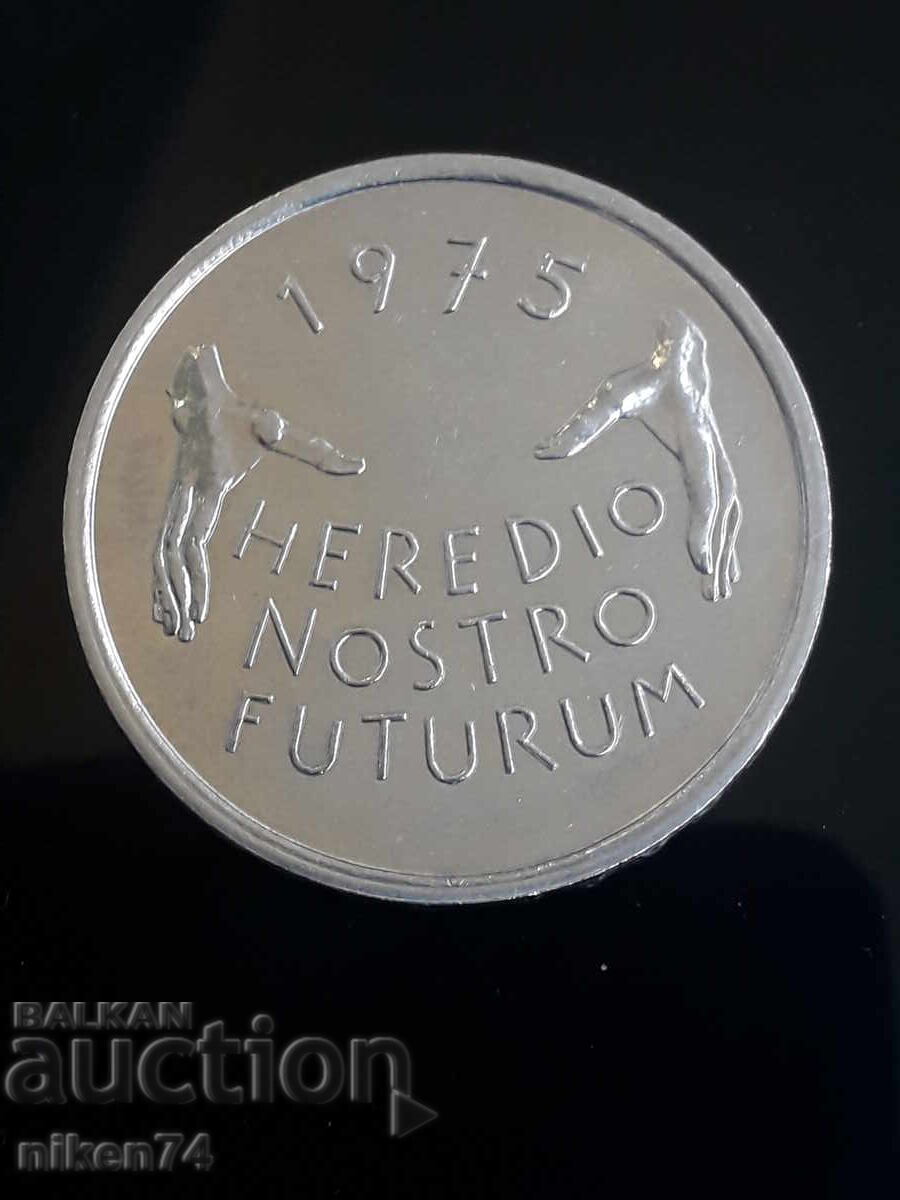 1975
HEREDIO
NOSTRO
FUTURUM
BALKAN
auction
niken74